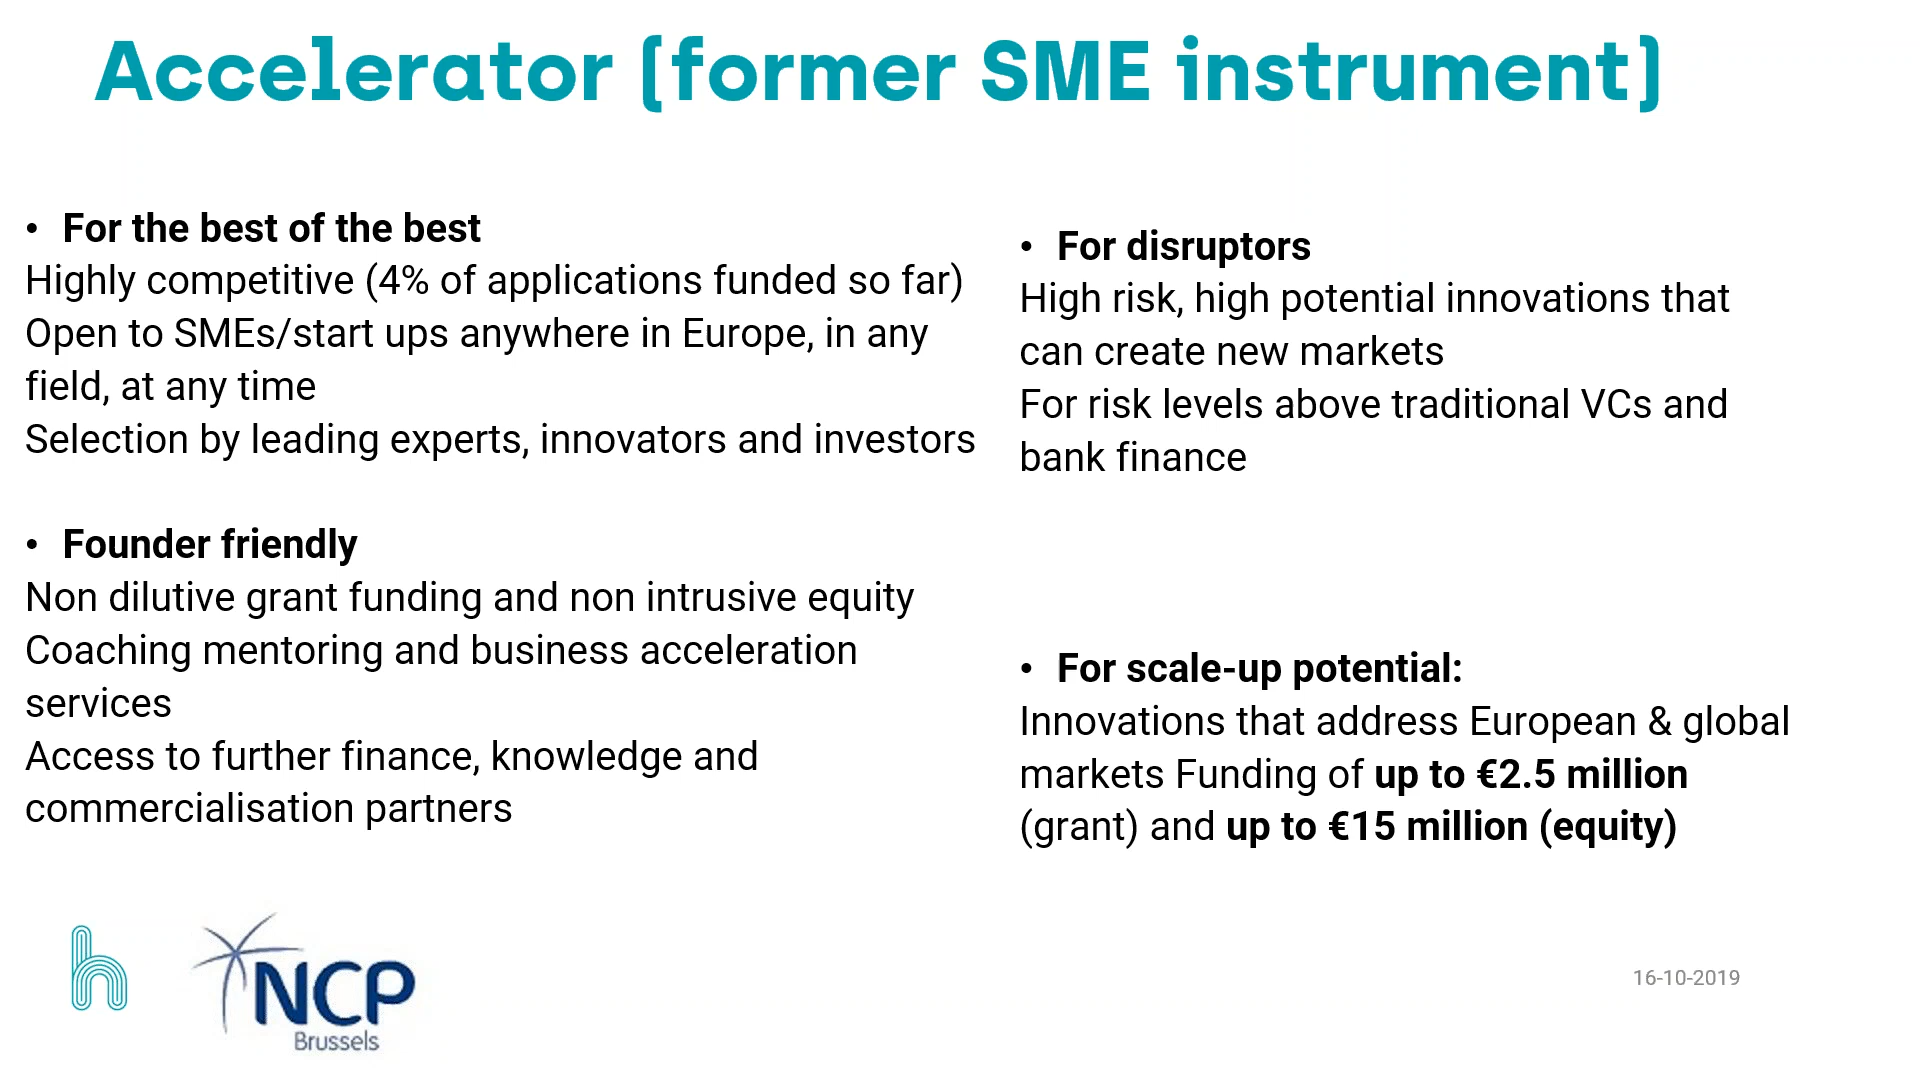 Accelerator (former SME instrument)
• For the best of the best
Highly competitive (4% of applications funded so far)
Open to SMEs/start ups anywhere in Europe, in any
field, at any time
Selection by leading experts, innovators and investors
• Founder friendly
Non dilutive grant funding and non intrusive equity
Coaching mentoring and business acceleration
services
Access to further finance, knowledge and
commercialisation partners
• For disruptors
High risk, high potential innovations that
can create new markets
For risk levels above traditional VCs and
bank finance
• For scale-up potential:
Innovations that address European & global
markets Funding of up to €2.5 million
(grant) and up to €15 million (equity)
h
NCP
Brussels
16-10-2019